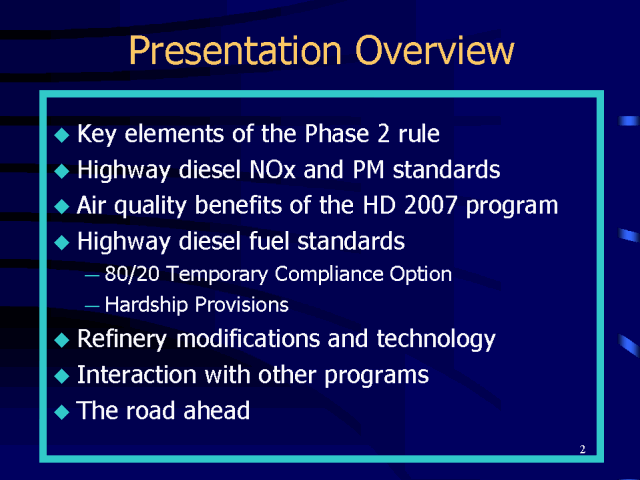 Presentation Overview
◆ Key elements of the Phase 2 rule
◆ Highway diesel NOx and PM standards
◆ Air quality benefits of the HD 2007 program
◆ Highway diesel fuel standards
— 80/20 Temporary Compliance Option
— Hardship Provisions
◆ Refinery modifications and technology
◆ Interaction with other programs
◆ The road ahead
2